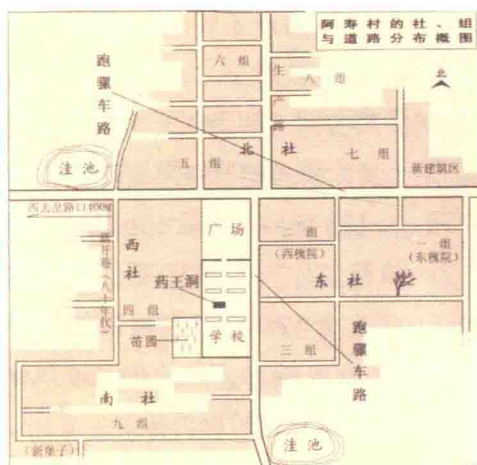 阿寿村的社、组
与道路分布概图
北
跑骡车路
生产路
六组
八组
北社
五组
七组
洼池
新建筑区
西去足路口400M
广场
二组
(西槐院)
一组
(东槐院)
西社
东社
药王洞
四组
学校
苗圃
三组
跑骡车路
南社
九组
(新堡子)
洼池